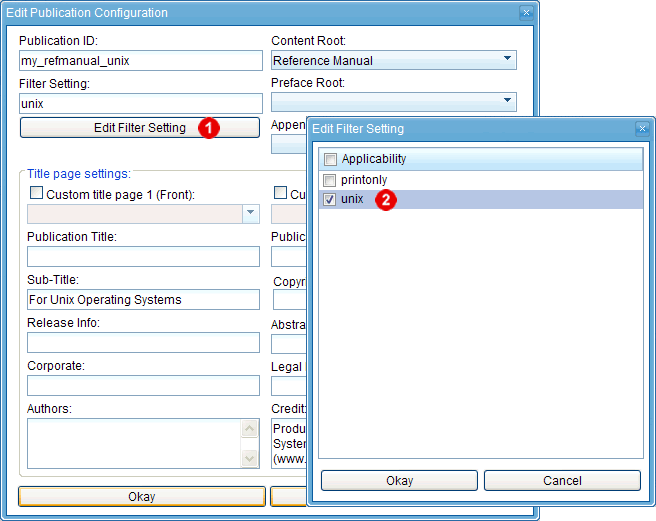 Edit Publication Configuration
Publication ID:
my_refmanual_unix
Filter Setting:
unix
Edit Filter Setting 1
Content Root:
Reference Manual
Preface Root:
Appen
Title page settings:
Custom title page 1 (Front):
Cu
Publication Title:
Public
Sub-Title:
For Unix Operating Systems
Copyr
Release Info:
Abstra
Corporate:
Legal
Authors:
Credit:
Produ
System
(www.
Okay
Edit Filter Setting
Applicability
printonly
unix 2
Okay
Cancel